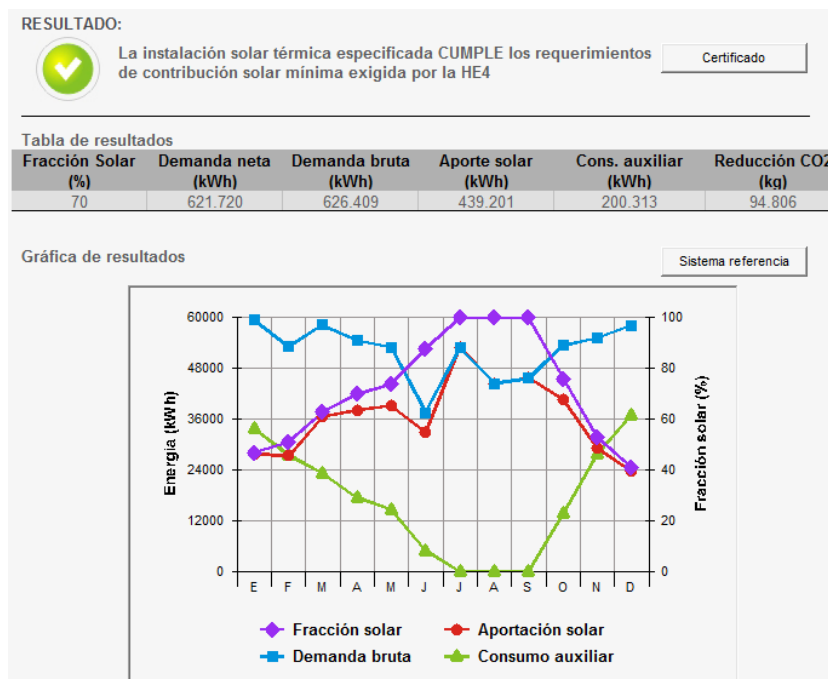 RESULTADO:
La instalación solar térmica especificada CUMPLE los requerimientos
de contribución solar mínima exigida por la HE4
Certificado
Tabla de resultados
Fracción Solar (%) Demanda neta (kWh) Demanda bruta (kWh) Aporte solar (kWh) Cons. auxiliar (kWh) Reducción CO2 (kg)
70 621.720 626.409 439.201 200.313 94.806
Gráfica de resultados
Sistema referencia
Energía (kWh)
60000
48000
36000
24000
12000
0
E F M A M J J A S O N D
100
80
60
40
20
0
Fracción solar (%)
Fracción solar Aportación solar
Demanda bruta Consumo auxiliar